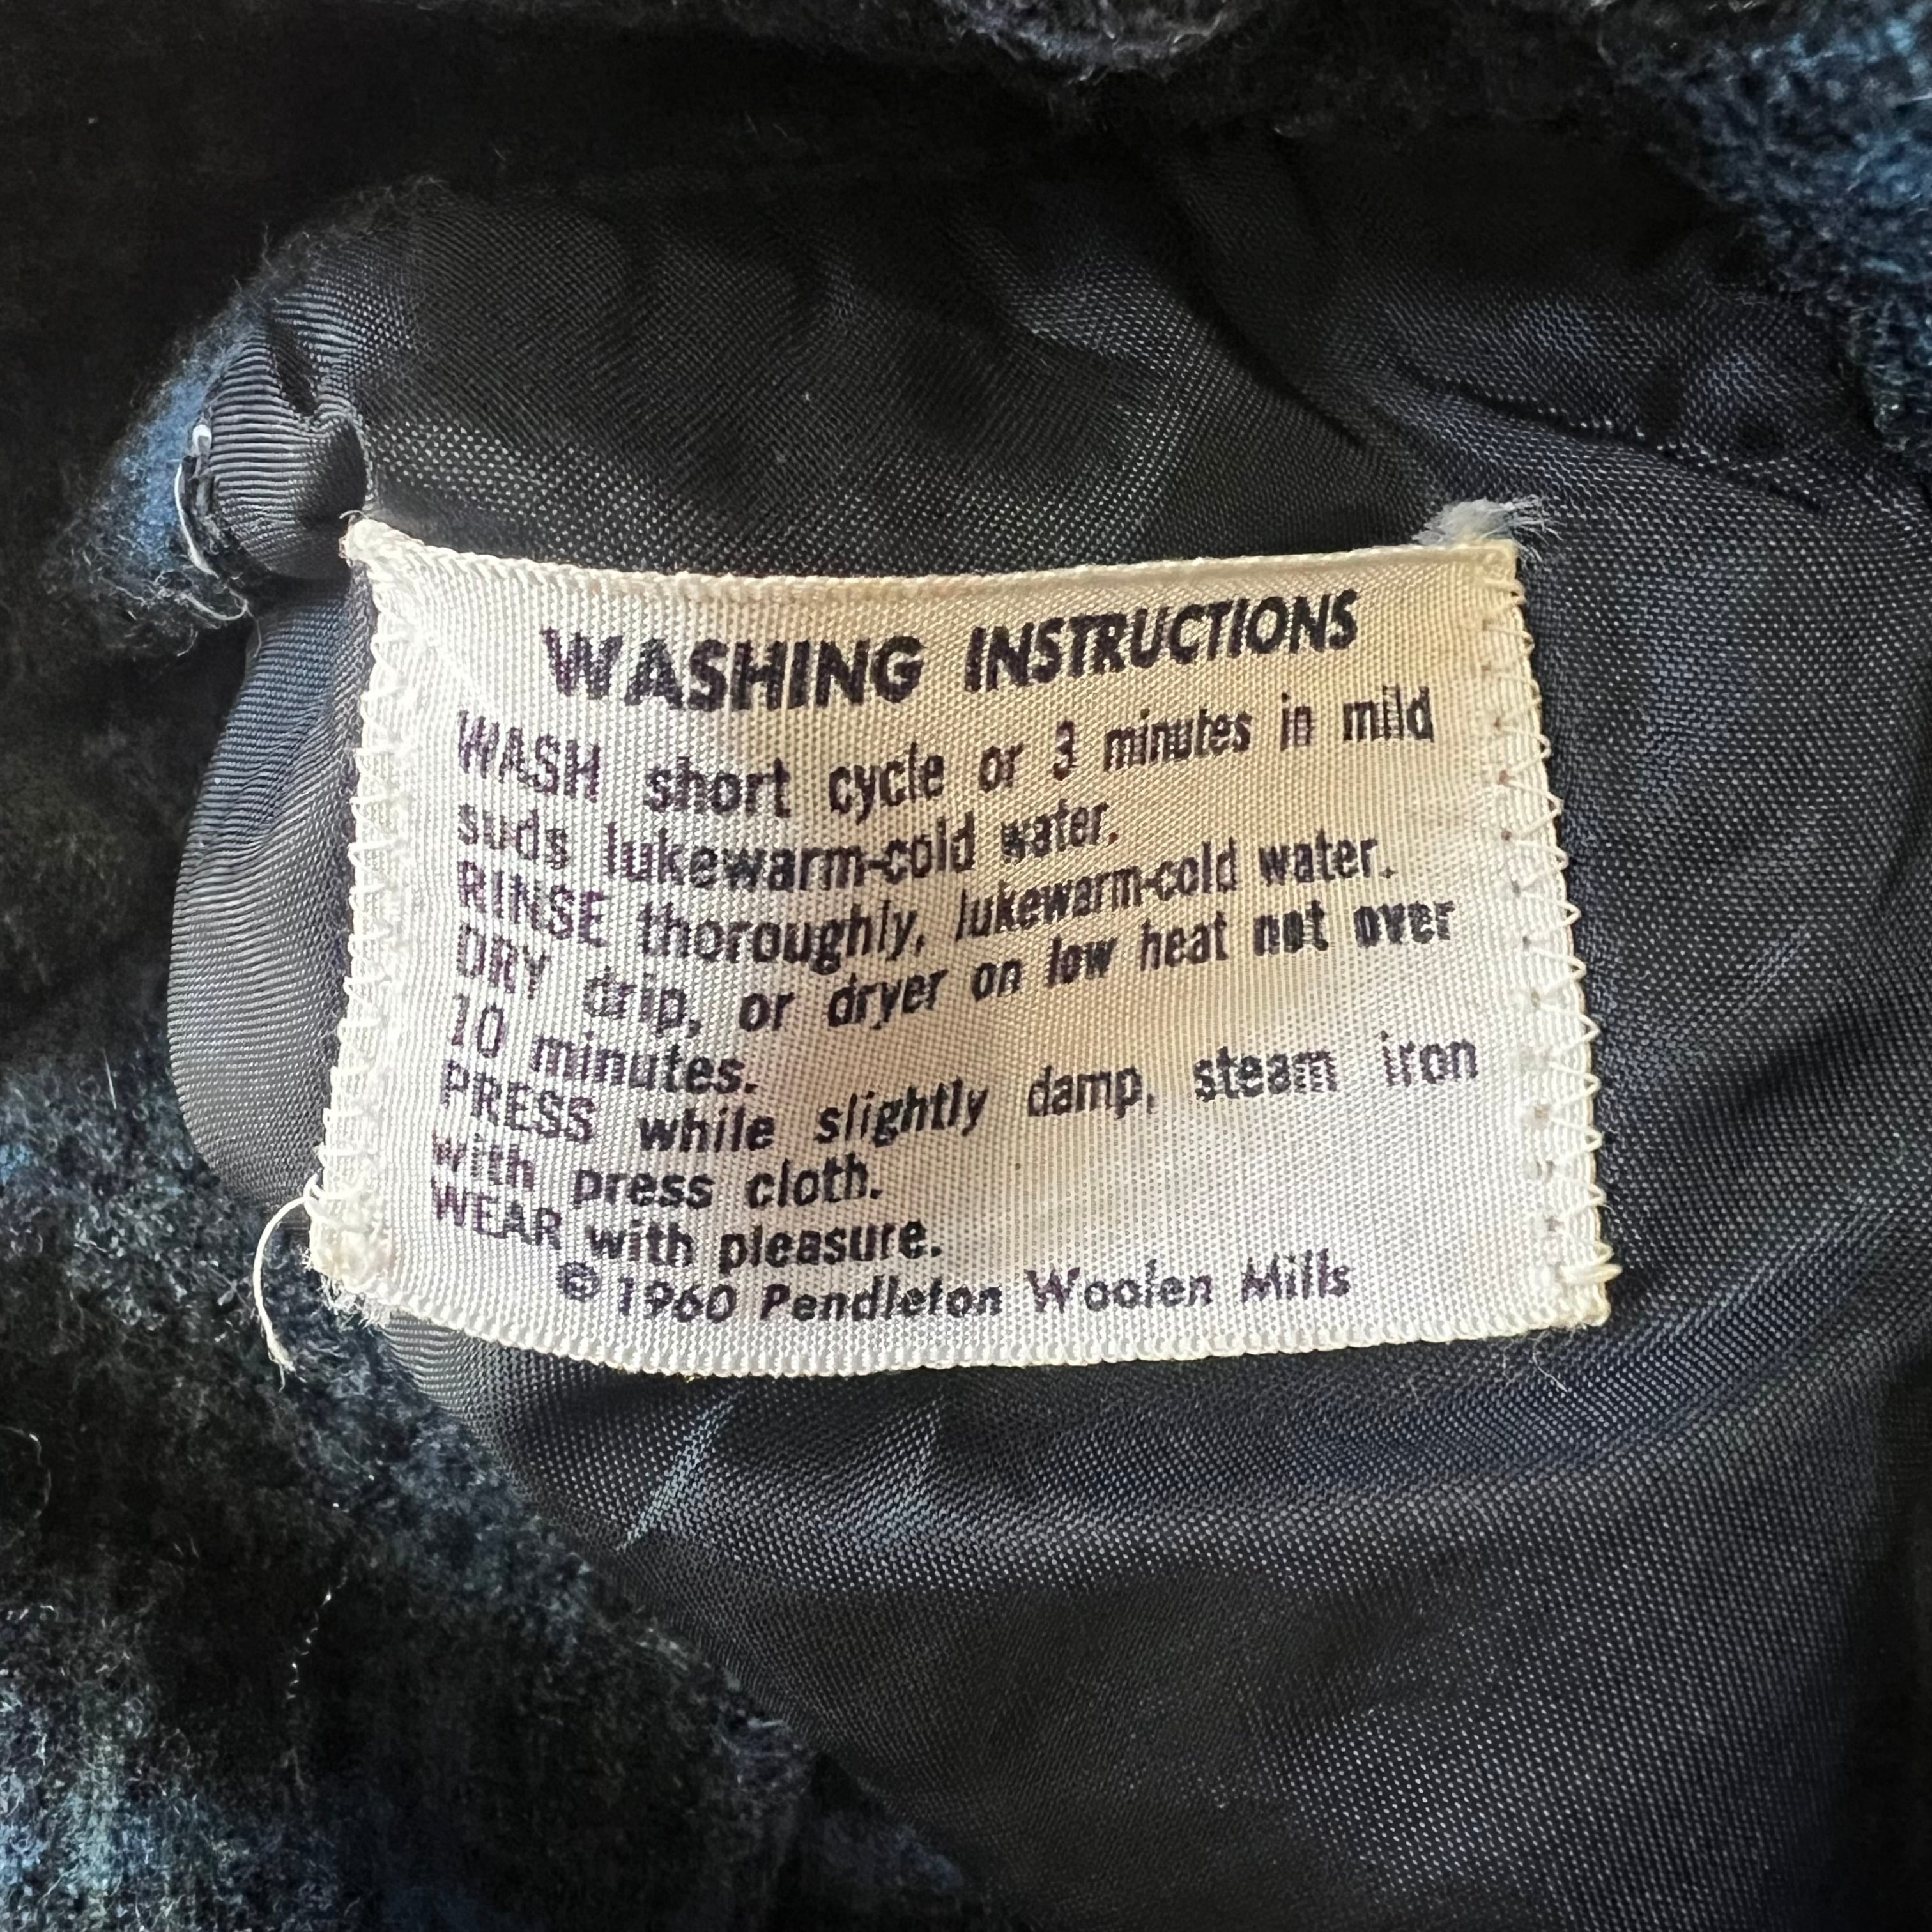 WASHING INSTRUCTIONS
WASH short cycle or 3 minutes in mild
suds lukewarm-cold water.
RINSE thoroughly, lukewarm-cold water.
DRY drip, or dryer on low heat not over
10 minutes.
PRESS while slightly damp, steam iron
with press cloth.
WEAR with pleasure.
© 1960 Pendleton Woolen Mills